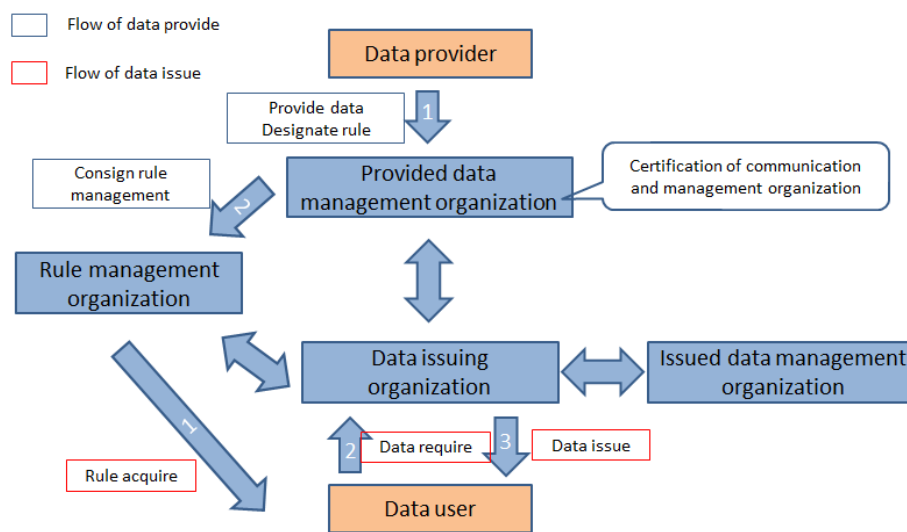 Flow of data provide
Flow of data issue
Data provider
1
Provide data
Designate rule
Consign rule
management
2
Provided data
management organization
Certification of communication
and management organization
Rule management
organization
Data issuing
organization
Issued data management
organization
1
Rule acquire
2
Data require
3
Data issue
Data user